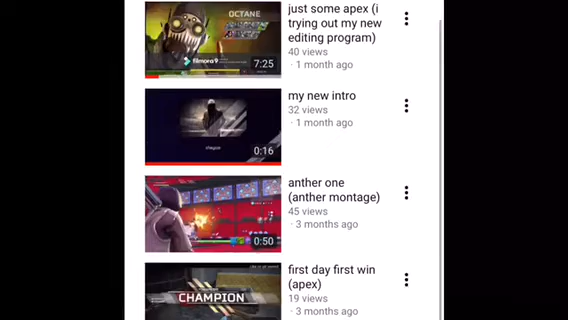 OCTANE
filmora9
7:25
just some apex (i
trying out my new
editing program)
40 views
· 1 month ago
0:16
my new intro
32 views
· 1 month ago
0:50
anther one
(anther montage)
45 views
· 3 months ago
CHAMPION
first day first win
(apex)
19 views
· 3 months ago